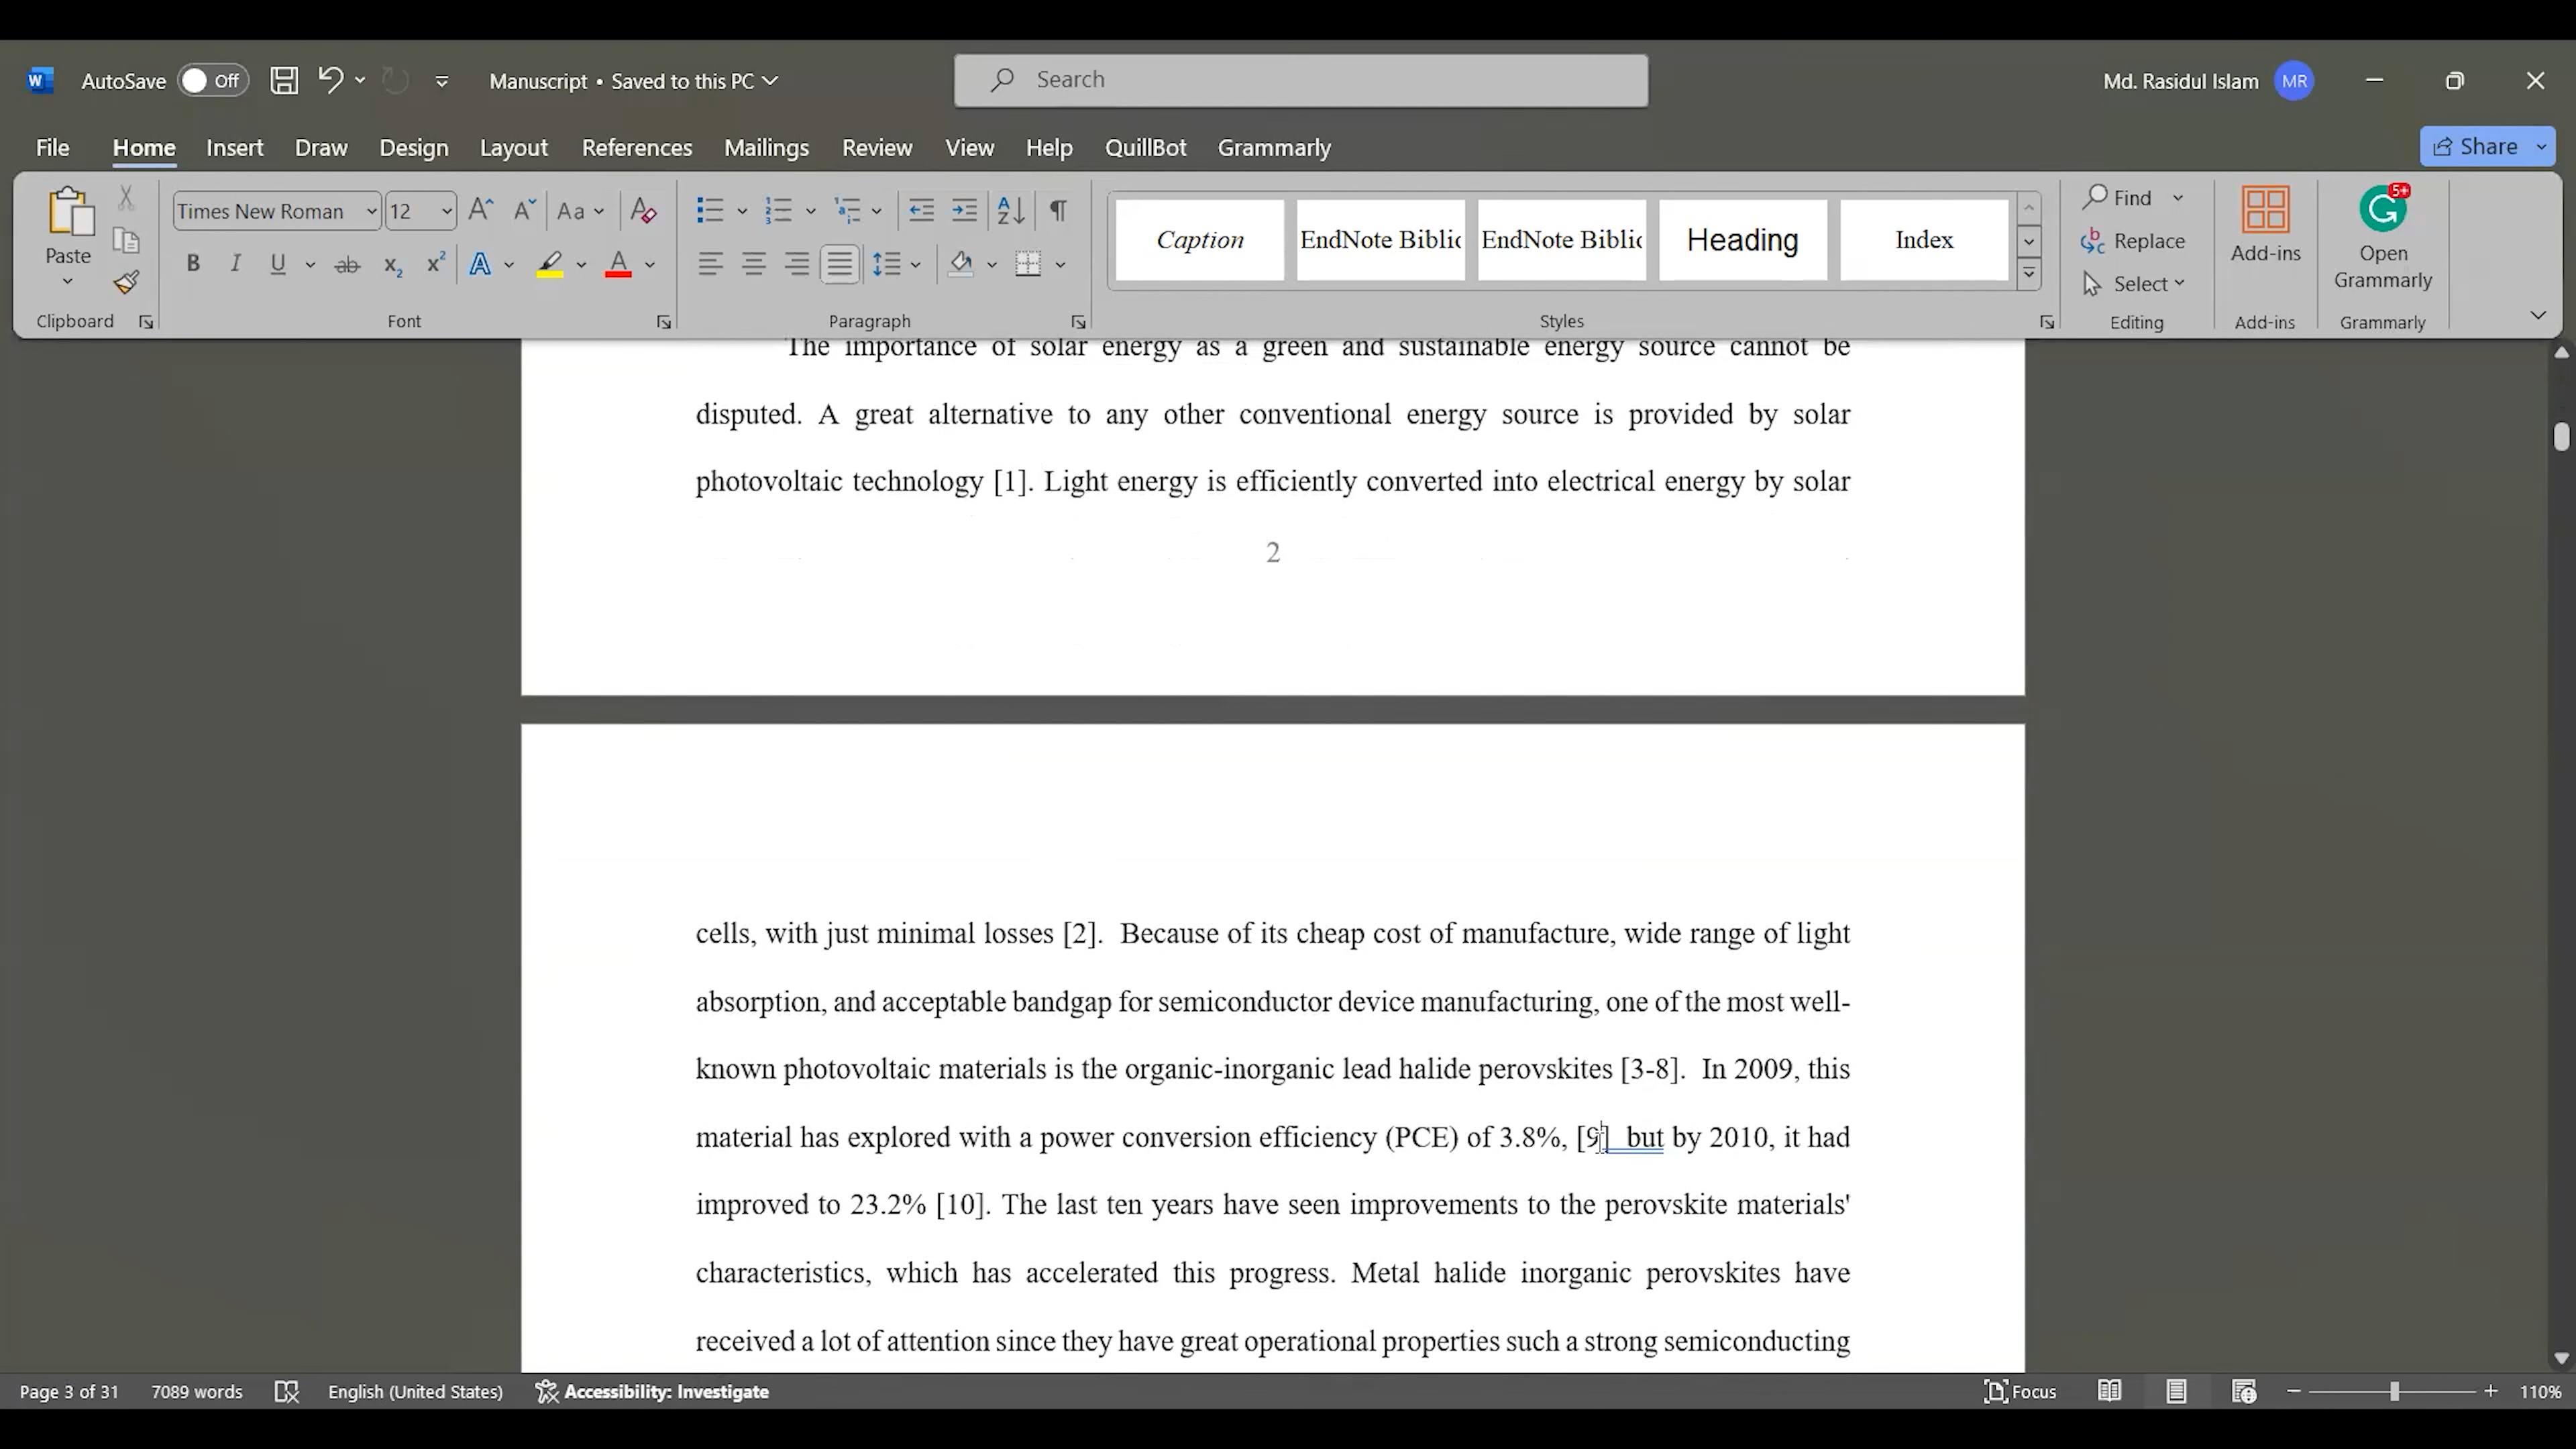 AutoSave Off Manuscript • Saved to this PC Search Md. Rasidul Islam MR
File Home Insert Draw Design Layout References Mailings Review View Help QuillBot Grammarly Share
Paste
Clipboard
Times New Roman 12
Aa
B I U ab x₂ x² A A
Font
Paragraph
Caption EndNote Biblic EndNote Biblic Heading Index
Styles
Find
Replace
Select
Editing
Add-ins
Add-ins
5+
Open
Grammarly
Grammarly
The importance of solar energy as a green and sustainable energy source cannot be
disputed. A great alternative to any other conventional energy source is provided by solar
photovoltaic technology [1]. Light energy is efficiently converted into electrical energy by solar
2
cells, with just minimal losses [2].  Because of its cheap cost of manufacture, wide range of light
absorption, and acceptable bandgap for semiconductor device manufacturing, one of the most well-
known photovoltaic materials is the organic-inorganic lead halide perovskites [3-8].  In 2009, this
material has explored with a power conversion efficiency (PCE) of 3.8%, [9]  but by 2010, it had
improved to 23.2% [10]. The last ten years have seen improvements to the perovskite materials'
characteristics, which has accelerated this progress. Metal halide inorganic perovskites have
received a lot of attention since they have great operational properties such a strong semiconducting
Page 3 of 31 7089 words English (United States) Accessibility: Investigate Focus 110%